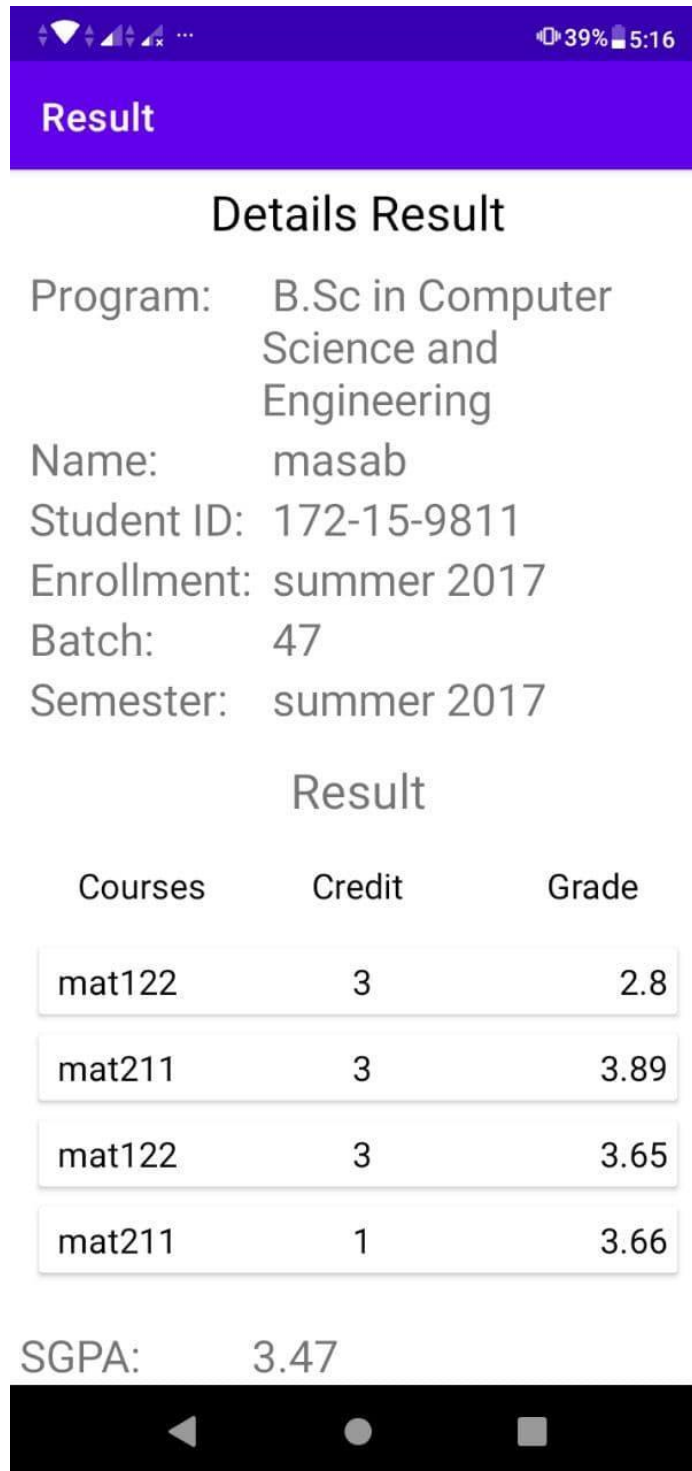 39% 5:16
Result
Details Result
Program: B.Sc in Computer
Science and
Engineering
Name: masab
Student ID: 172-15-9811
Enrollment: summer 2017
Batch: 47
Semester: summer 2017
Result
Courses Credit Grade
mat122 3 2.8
mat211 3 3.89
mat122 3 3.65
mat211 1 3.66
SGPA: 3.47